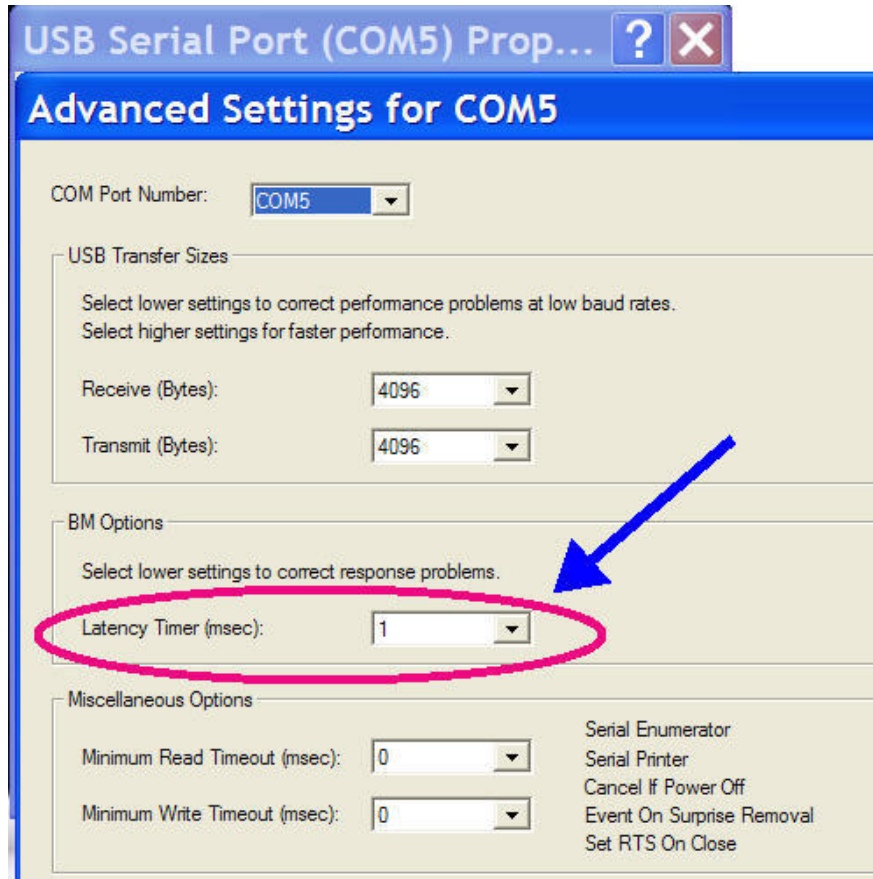 USB Serial Port (COM5) Prop... ? X
Advanced Settings for COM5
COM Port Number: COM5
USB Transfer Sizes
Select lower settings to correct performance problems at low baud rates.
Select higher settings for faster performance.
Receive (Bytes): 4096
Transmit (Bytes): 4096
BM Options
Select lower settings to correct response problems.
Latency Timer (msec): 1
Miscellaneous Options
Minimum Read Timeout (msec): 0
Minimum Write Timeout (msec): 0
Serial Enumerator
Serial Printer
Cancel If Power Off
Event On Surprise Removal
Set RTS On Close